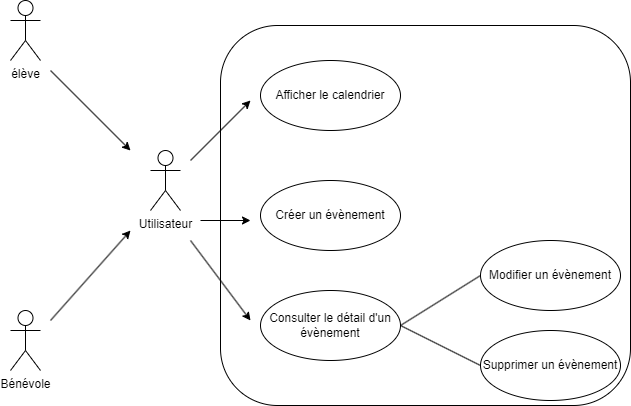 élève
Afficher le calendrier
Utilisateur
Créer un évènement
Modifier un évènement
Consulter le détail d'un
évènement
Supprimer un évènement
Bénévole